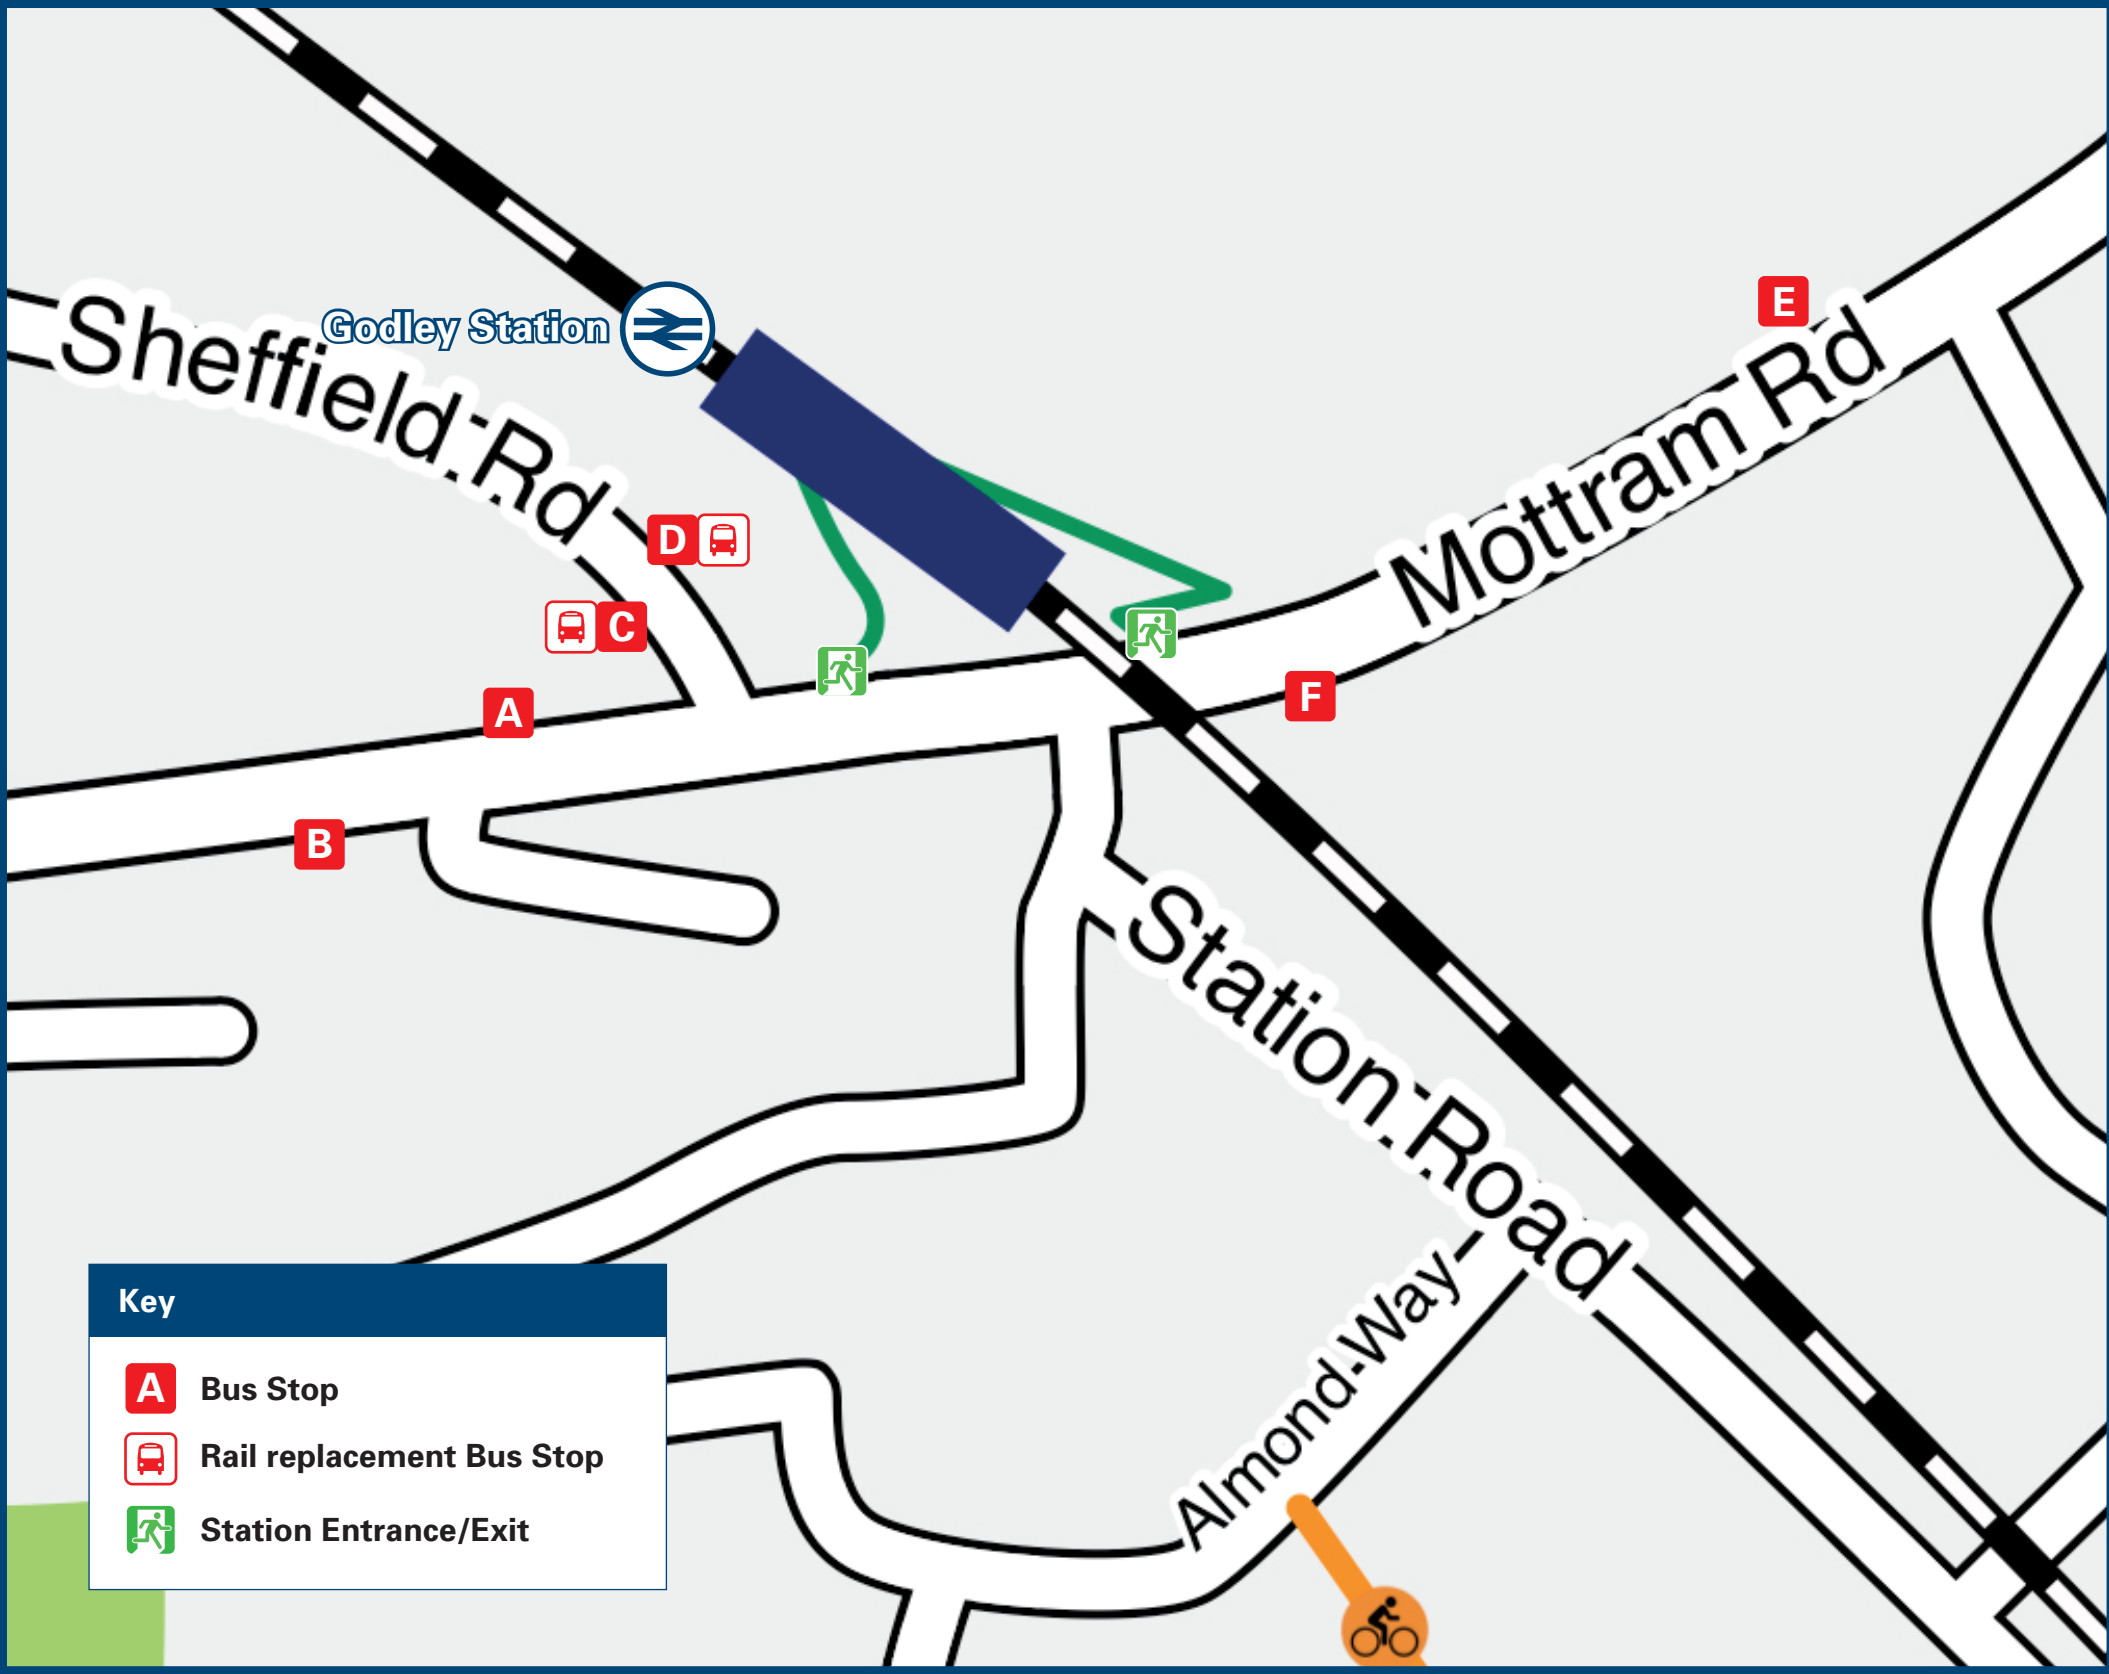 Sheffield Rd
Godley Station
E
Mottram Rd
D
C
A
F
B
Station Road
Almond Way
Key
A Bus Stop
Rail replacement Bus Stop
Station Entrance/Exit